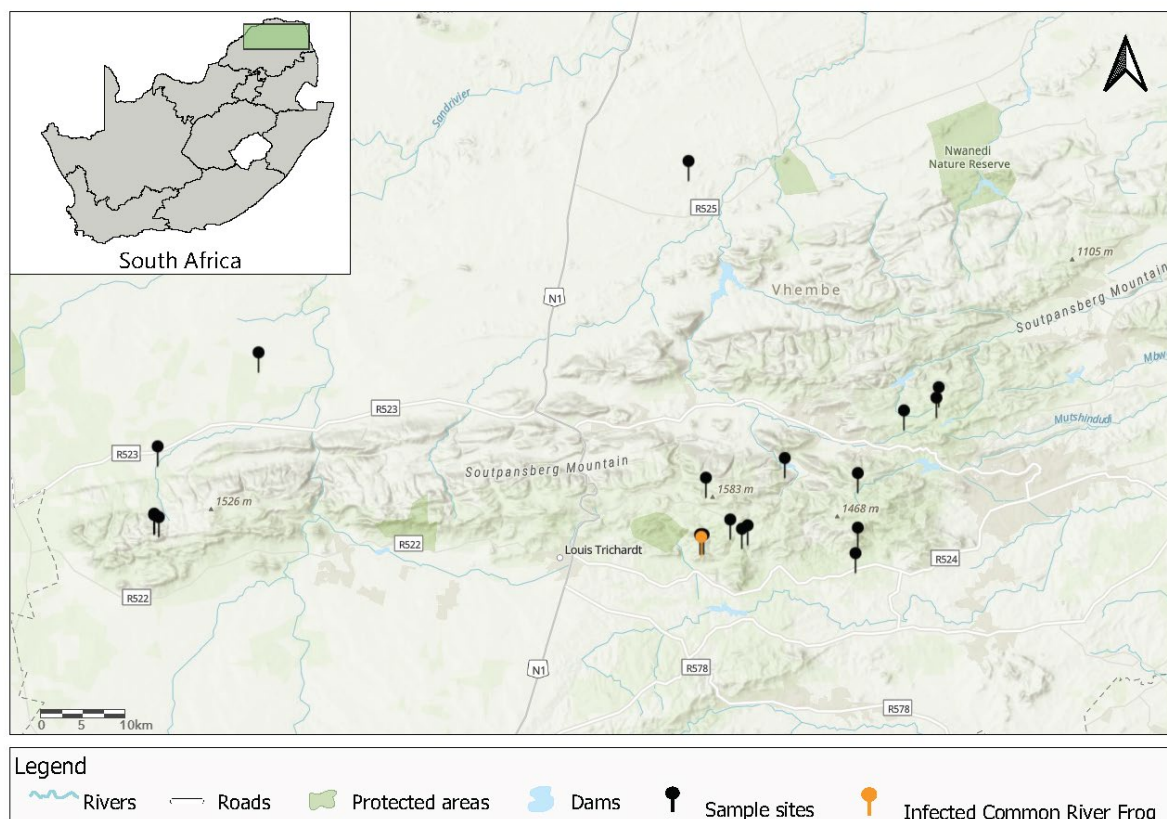 South Africa
Sandrivier
Nwanedi
Nature Reserve
R525
1105 m
Vhembe
Soutpansberg Mountain
N1
Mbw
R523
R523
Mutshindudi
Soutpansberg Mountain
1583 m
1526 m
1468 m
R522
Louis Trichardt
R524
R522
N1
R578
R578
0 5 10km
Legend
Rivers Roads Protected areas Dams Sample sites Infected Common River Frog